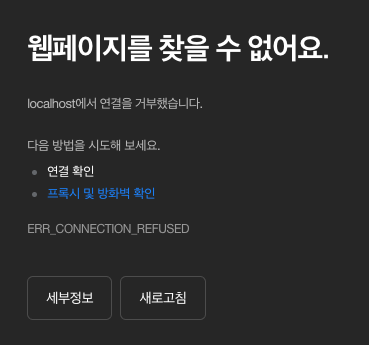 웹페이지를 찾을 수 없어요.
localhost에서 연결을 거부했습니다.
다음 방법을 시도해 보세요.
연결 확인
프록시 및 방화벽 확인
ERR_CONNECTION_REFUSED
세부정보
새로고침